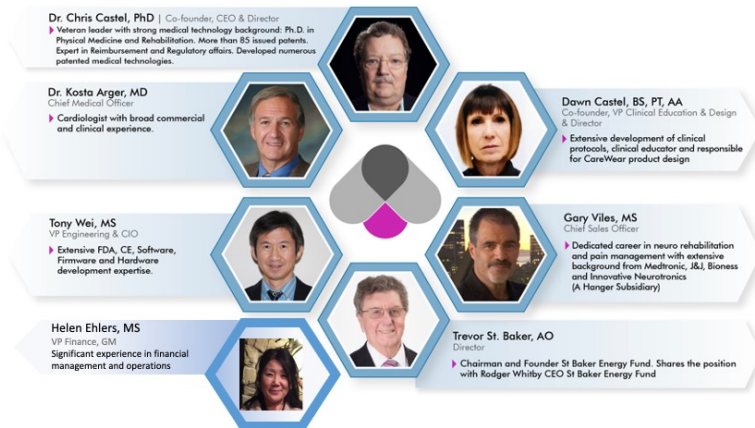 Dr. Chris Castel, PhD | Co-founder, CEO & Director
Veteran leader with strong medical technology background: Ph.D. in
Physical Medicine and Rehabilitation. More than 85 issued patents.
Expert in Reimbursement and Regulatory affairs. Developed numerous
patented medical technologies.
Dr. Kosta Arger, MD
Chief Medical Officer
Cardiologist with broad commercial
and clinical experience.
Dawn Castel, BS, PT, AA
Co-founder, VP Clinical Education & Design
& Director
Extensive development of clinical
protocols, clinical educator and responsible
for CareWear product design
Tony Wei, MS
VP Engineering & CIO
Extensive FDA, CE, Software,
Firmware and Hardware
development expertise.
Gary Viles, MS
Chief Sales Officer
Dedicated career in neuro rehabilitation
and pain management with extensive
background from Medtronic, J&J, Bioness
and Innovative Neurotronics
(A Hanger Subsidiary)
Helen Ehlers, MS
VP Finance, GM
Significant experience in financial
management and operations
Trevor St. Baker, AO
Director
Chairman and Founder St Baker Energy Fund. Shares the position
with Rodger Whitby CEO St Baker Energy Fund